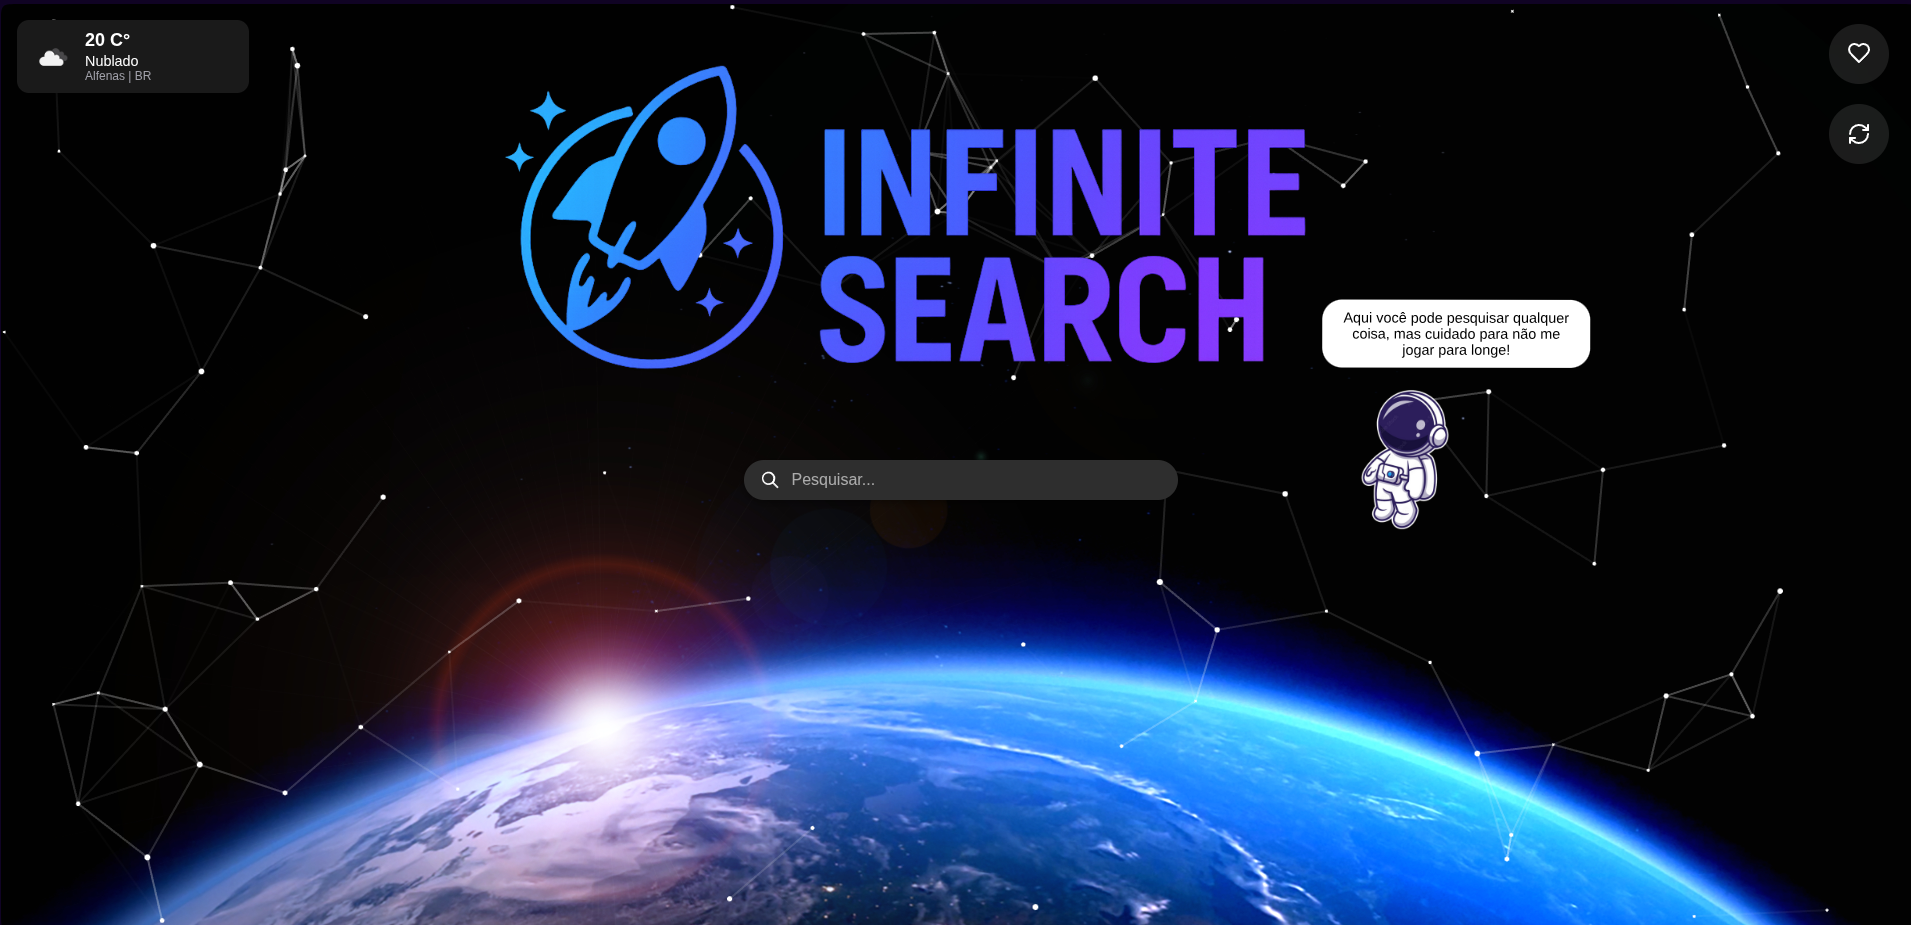 20 C°
Nublado
Alfenas | BR
INFINITE
SEARCH
Aqui você pode pesquisar qualquer
coisa, mas cuidado para não me
jogar para longe!
Pesquisar...